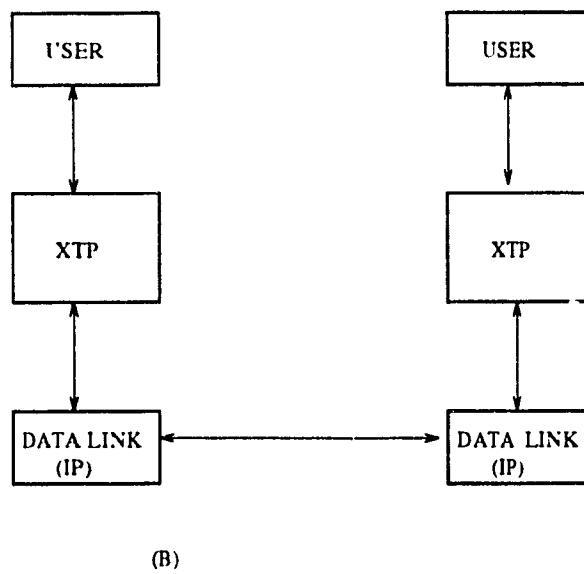 USER
USER
XTP
XTP
DATA LINK
(IP)
DATA LINK
(IP)
(B)